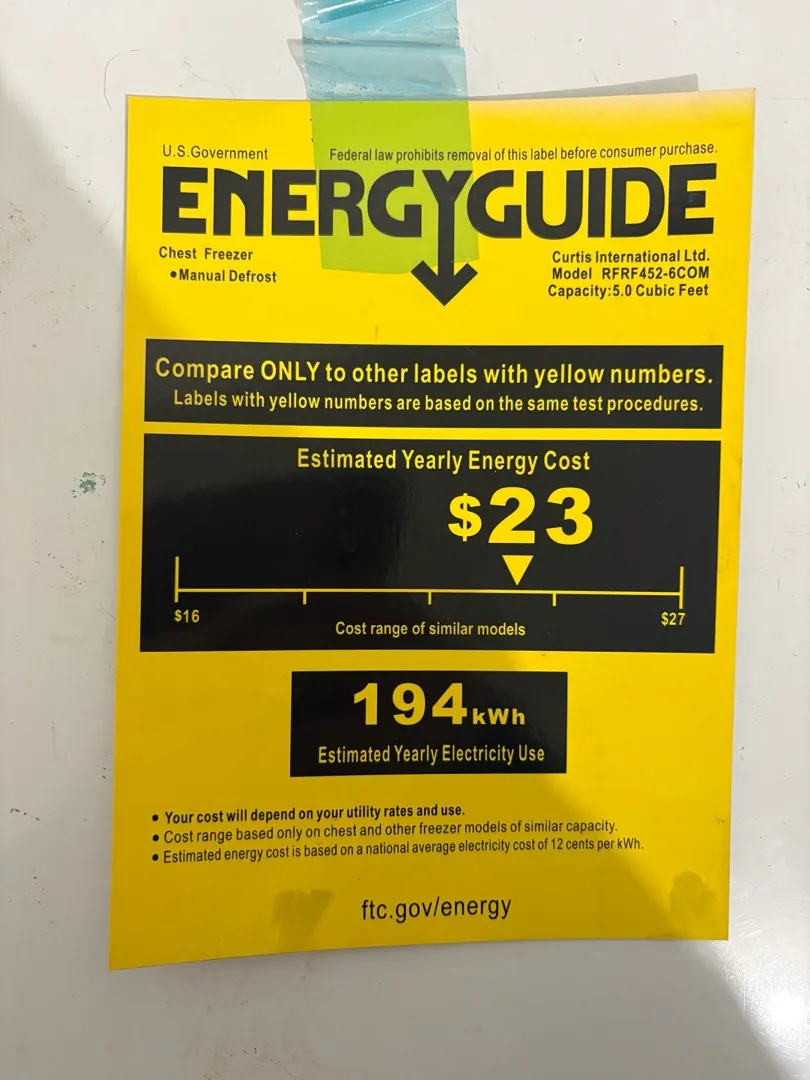 U.S.Government
Federal law prohibits removal of this label before consumer purchase.
ENERGYGUIDE
Chest Freezer
•Manual Defrost
Curtis International Ltd.
Model RFRF452-6COM
Capacity:5.0 Cubic Feet
Compare ONLY to other labels with yellow numbers.
Labels with yellow numbers are based on the same test procedures.
Estimated Yearly Energy Cost
$23
$16
$27
Cost range of similar models
194kWh
Estimated Yearly Electricity Use
• Your cost will depend on your utility rates and use.
• Cost range based only on chest and other freezer models of similar capacity.
• Estimated energy cost is based on a national average electricity cost of 12 cents per kWh.
ftc.gov/energy